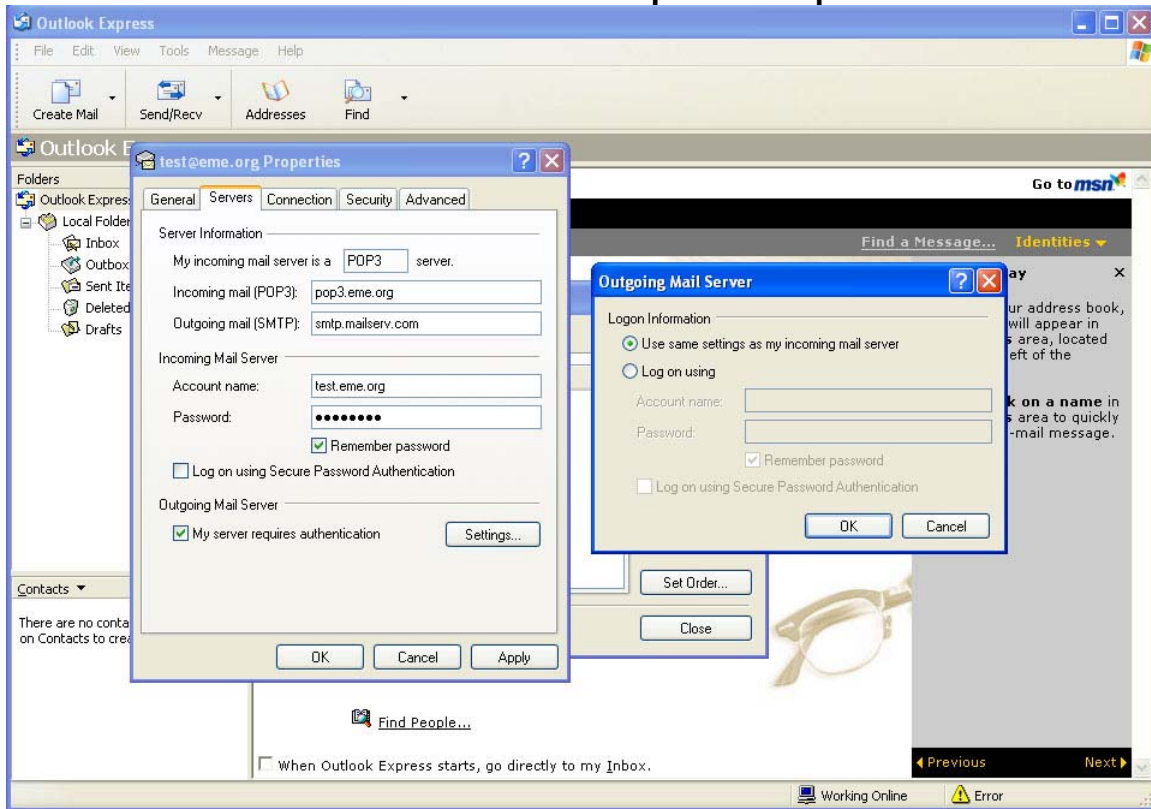 Outlook Express
File Edit View Tools Message Help
Create Mail Send/Recv Addresses Find
Outlook E
Folders
Outlook Express
Local Folder
Inbox
Outbox
Sent Ite
Deleted
Drafts
Contacts
There are no conta
on Contacts to crea
test@eme.org Properties
General Servers Connection Security Advanced
Server Information
My incoming mail server is a POP3 server.
Incoming mail (POP3): pop3.eme.org
Outgoing mail (SMTP): smtp.mailserv.com
Incoming Mail Server
Account name: test.eme.org
Password: ●●●●●●●●
Remember password
Log on using Secure Password Authentication
Outgoing Mail Server
My server requires authentication Settings...
OK Cancel Apply
Set Order...
Close
Go to msn
Find a Message... Identities
Outgoing Mail Server
Logon Information
Use same settings as my incoming mail server
Log on using
Account name:
Password:
Remember password
Log on using Secure Password Authentication
OK Cancel
ay ×
ur address book,
will appear in
s area, located
eft of the
k on a name in
s area to quickly
-mail message.
Find People...
When Outlook Express starts, go directly to my Inbox.
Previous Next
Working Online Error